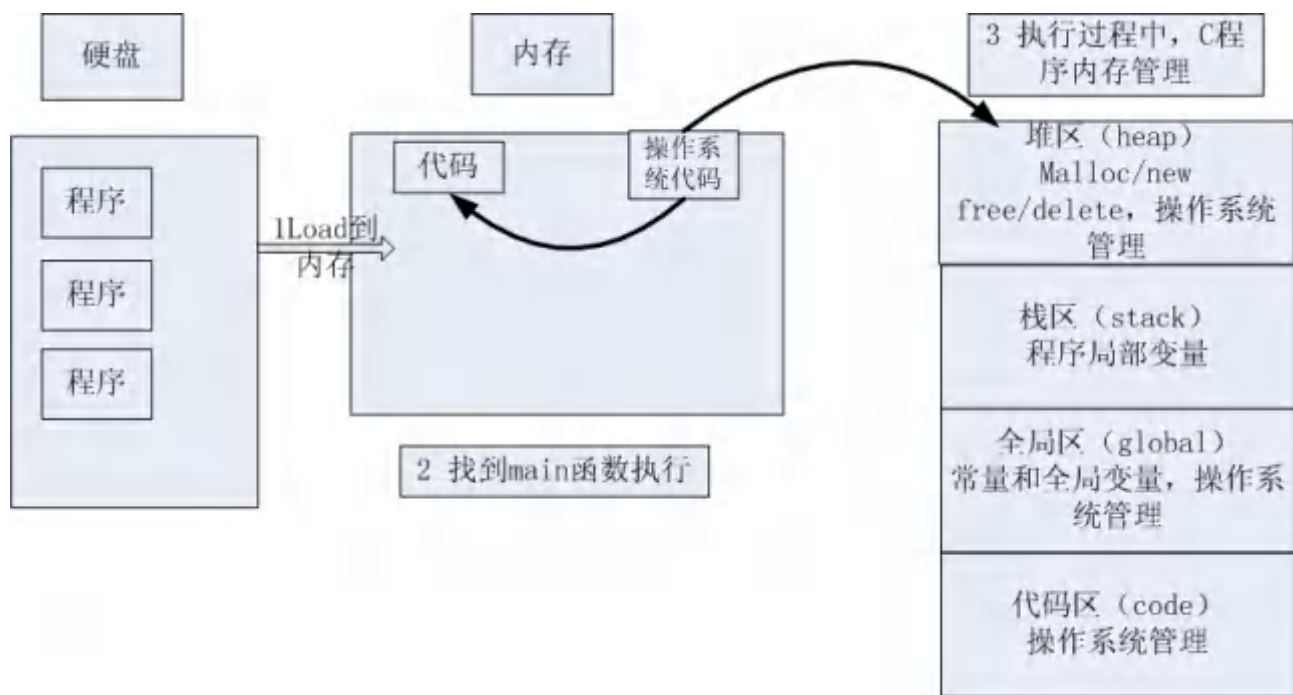 硬盘
内存
3 执行过程中，C程
序内存管理
程序
程序
程序
1Load到
内存
代码
操作系
统代码
2 找到main函数执行
堆区（heap）
Malloc/new
free/delete，操作系统
管理
栈区（stack）
程序局部变量
全局区（global）
常量和全局变量，操作系
统管理
代码区（code）
操作系统管理